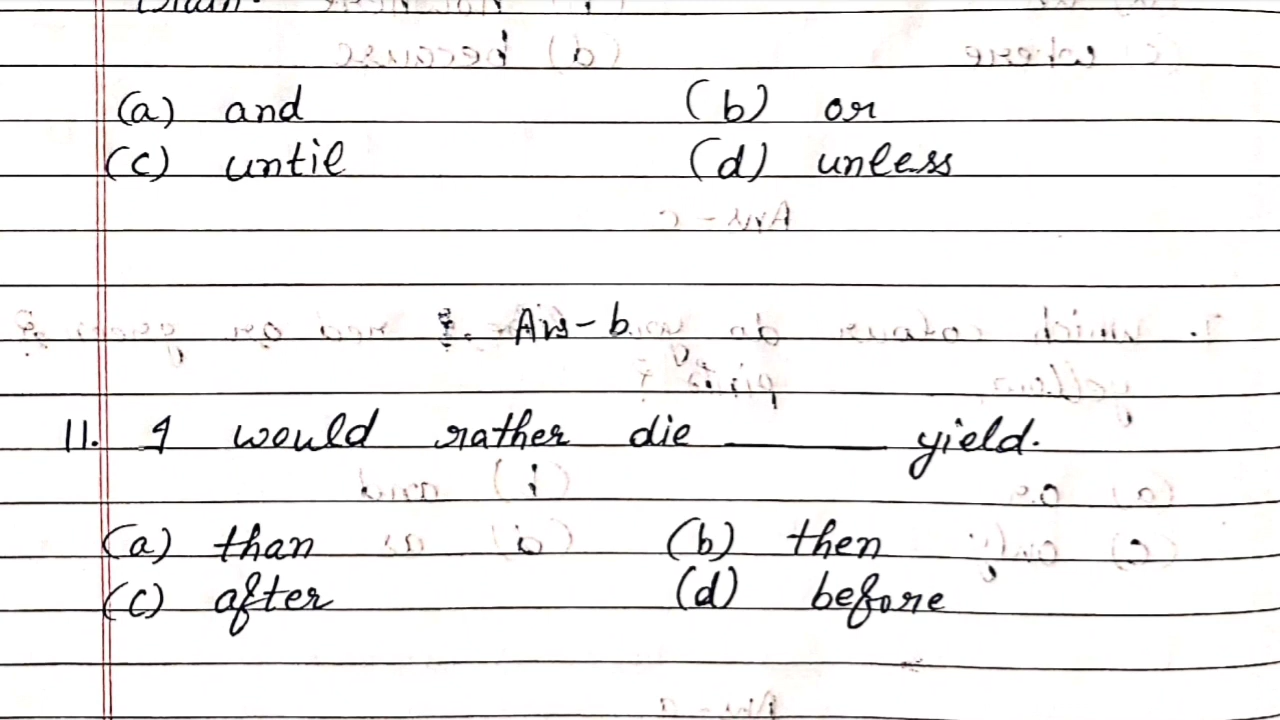 (a) and (b) or
(c) until (d) unless
Ans - b.
11. I would rather die ______ yield.
(a) than (b) then
(c) after (d) before